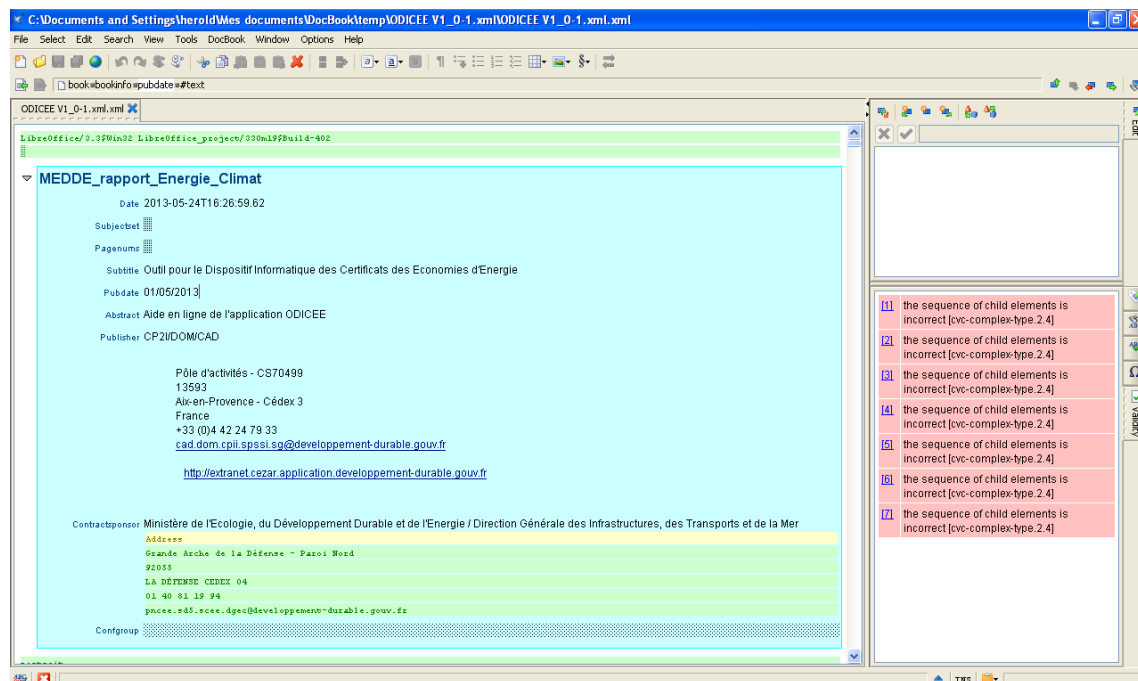 C:\Documents and Settings\herold\Mes documents\DocBook\temp\ODICEE V1_0-1.xml\ODICEE V1_0-1.xml.xml
File Select Edit Search View Tools DocBook Window Options Help
book bookinfo pubdate #text
ODICEE V1_0-1.xml.xml
LibreOffice/3.3$Win32 LibreOffice_project/330m19$Build-402
MEDDE_rapport_Energie_Climat
Date 2013-05-24T16:26:59.62
Subjectset
Pagenums
Subtitle Outil pour le Dispositif Informatique des Certificats des Economies d'Energie
Pubdate 01/05/2013
Abstract Aide en ligne de l'application ODICEE
Publisher CP2I/DOM/CAD
Pôle d'activités - CS70499
13593
Aix-en-Provence - Cédex 3
France
+33 (0)4 42 24 79 33
cad.dom.cpii.spssi.sg@developpement-durable.gouv.fr
http://extranet.cezar.application.developpement-durable.gouv.fr
Contractsponsor Ministère de l'Ecologie, du Développement Durable et de l'Energie / Direction Générale des Infrastructures, des Transports et de la Mer
Address
Grande Arche de la Défense - Paroi Nord
92055
LA DÉFENSE CEDEX 04
01 40 81 19 94
pncee.sd5.scee.dgec@developpement-durable.gouv.fr
Confgroup
Edit
[1] the sequence of child elements is
incorrect [cvc-complex-type.2.4]
[2] the sequence of child elements is
incorrect [cvc-complex-type.2.4]
[3] the sequence of child elements is
incorrect [cvc-complex-type.2.4]
[4] the sequence of child elements is
incorrect [cvc-complex-type.2.4]
[5] the sequence of child elements is
incorrect [cvc-complex-type.2.4]
[6] the sequence of child elements is
incorrect [cvc-complex-type.2.4]
[7] the sequence of child elements is
incorrect [cvc-complex-type.2.4]
Validity
INS